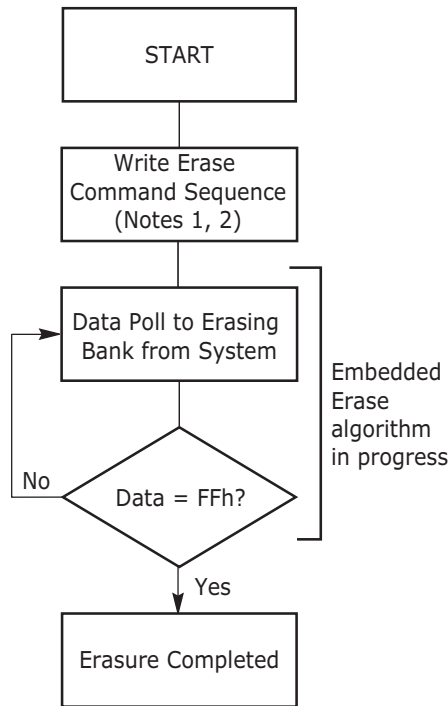 START
Write Erase
Command Sequence
(Notes 1, 2)
Data Poll to Erasing
Bank from System
Embedded
Erase
algorithm
in progress
No
Data = FFh?
Yes
Erasure Completed